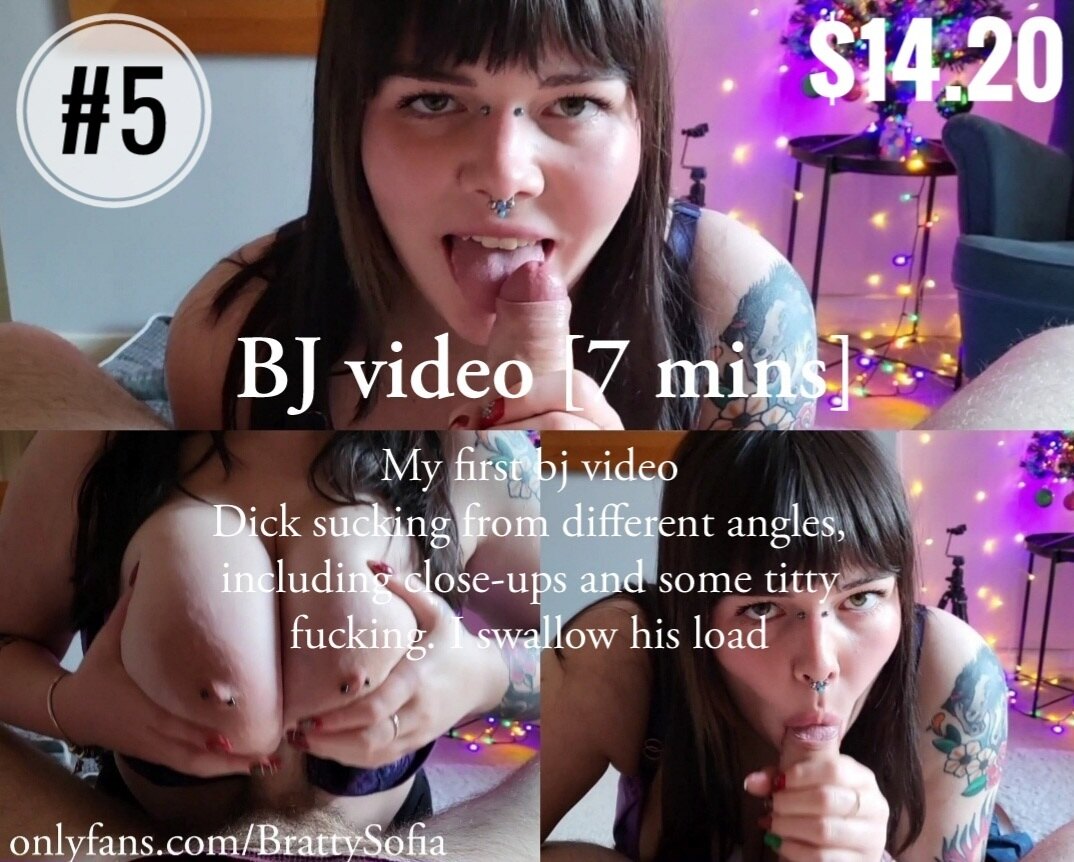 #5
$14.20
BJ video [7 mins]
My first bj video
Dick sucking from different angles,
including close-ups and some titty
fucking. I swallow his load
onlyfans.com/BrattySofia